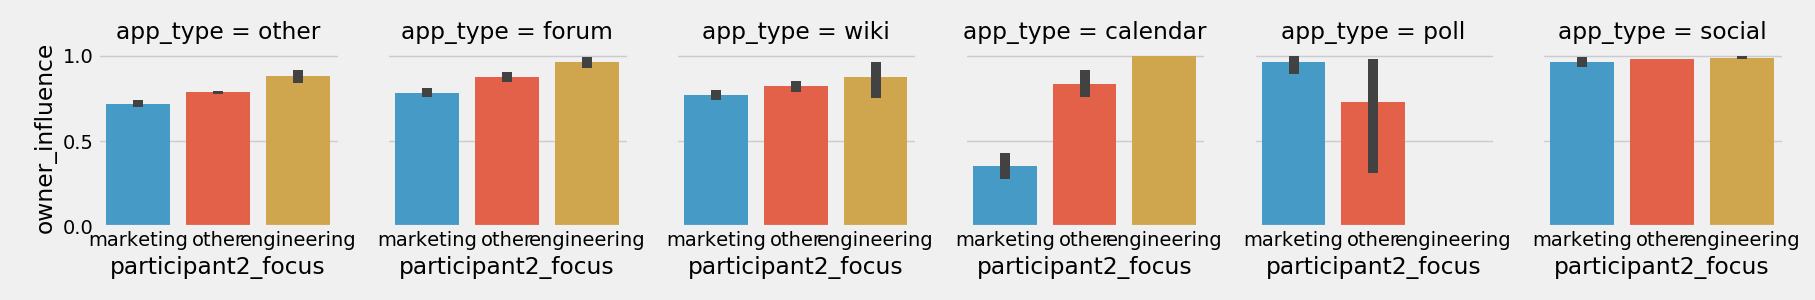 app_type = other
app_type = forum
app_type = wiki
app_type = calendar
app_type = poll
app_type = social
owner_influence
1.0
0.5
0.0
marketing other engineering
marketing other engineering
marketing other engineering
marketing other engineering
marketing other engineering
marketing other engineering
participant2_focus
participant2_focus
participant2_focus
participant2_focus
participant2_focus
participant2_focus